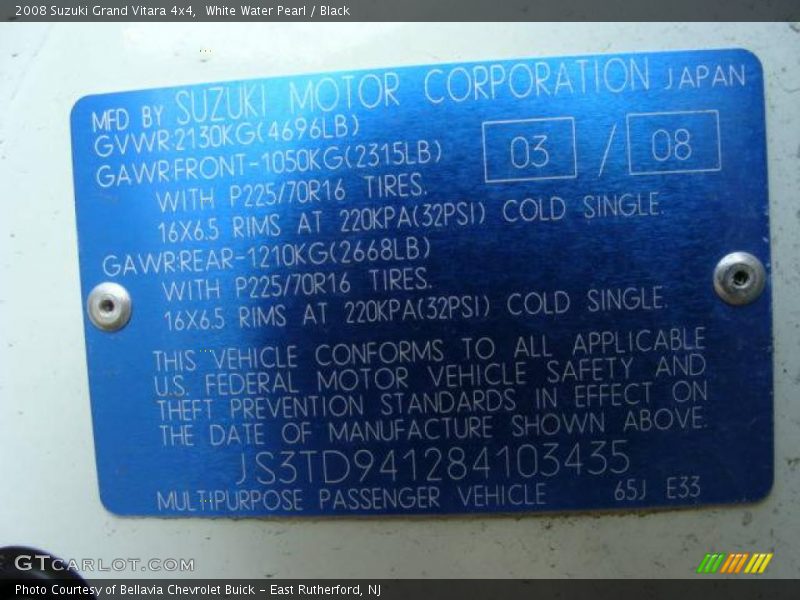 2008 Suzuki Grand Vitara 4x4,  White Water Pearl / Black
MFD BY SUZUKI MOTOR CORPORATION JAPAN
GVWR:2130KG(4696LB)
GAWR:FRONT-1050KG(2315LB)
03 / 08
WITH P225/70R16 TIRES.
16X6.5 RIMS AT 220KPA(32PSI) COLD SINGLE.
GAWR:REAR-1210KG(2668LB)
WITH P225/70R16 TIRES.
16X6.5 RIMS AT 220KPA(32PSI) COLD SINGLE
THIS VEHICLE CONFORMS TO ALL APPLICABLE
U.S. FEDERAL MOTOR VEHICLE SAFETY AND
THEFT PREVENTION STANDARDS IN EFFECT ON
THE DATE OF MANUFACTURE SHOWN ABOVE.
JS3TD941284103435
MULTIPURPOSE PASSENGER VEHICLE 65J E33
GTCARLOT.COM
Photo Courtesy of Bellavia Chevrolet Buick - East Rutherford, NJ